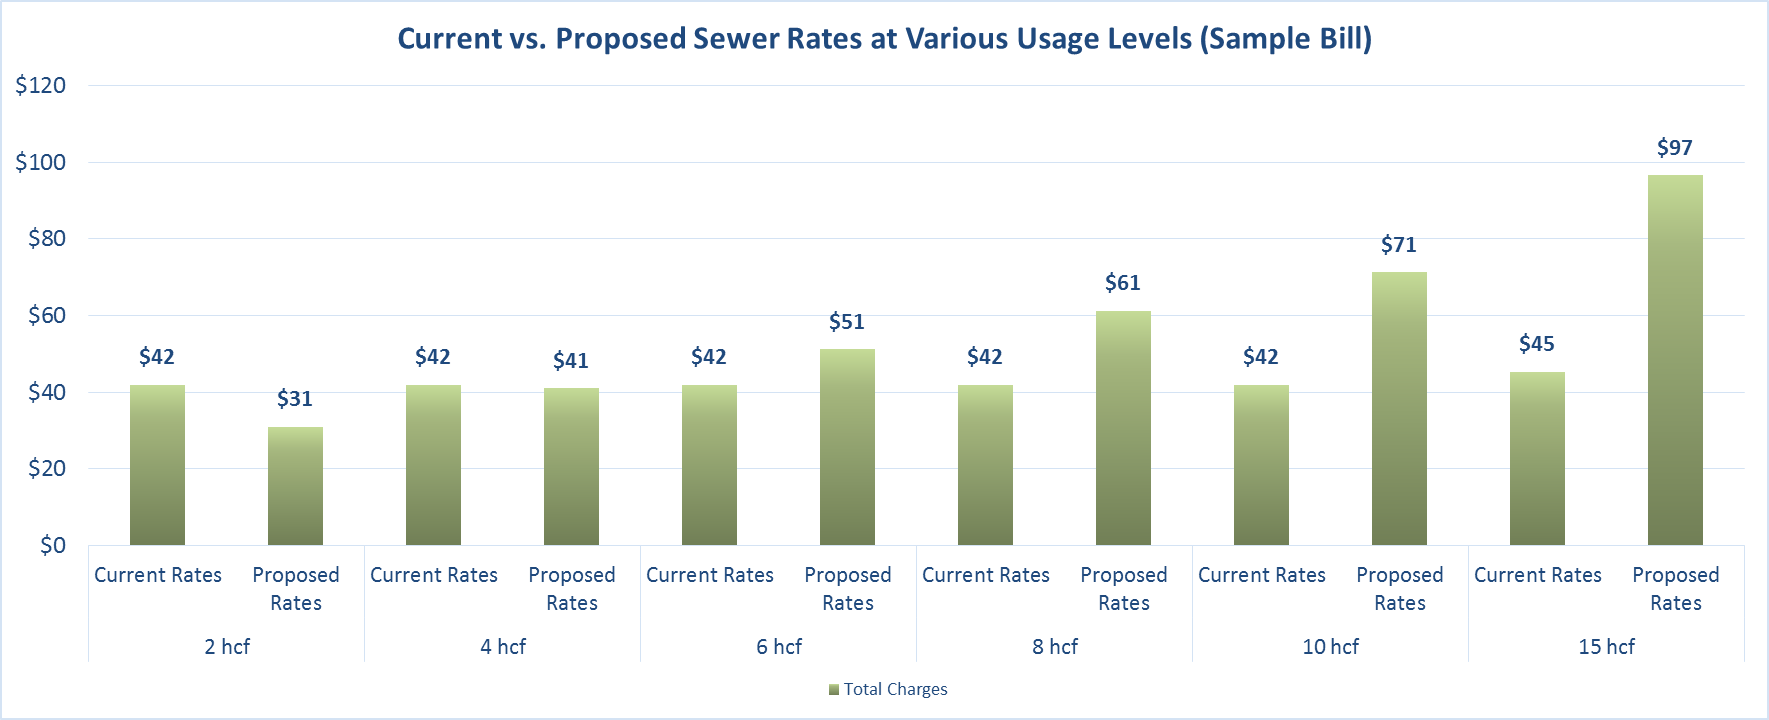 Current vs. Proposed Sewer Rates at Various Usage Levels (Sample Bill)
$120
$100
$80
$60
$40
$20
$0
$42
$31
$42
$41
$42
$51
$42
$61
$42
$71
$45
$97
Current Rates
Proposed
Rates
Current Rates
Proposed
Rates
Current Rates
Proposed
Rates
Current Rates
Proposed
Rates
Current Rates
Proposed
Rates
Current Rates
Proposed
Rates
2 hcf
4 hcf
6 hcf
8 hcf
10 hcf
15 hcf
Total Charges